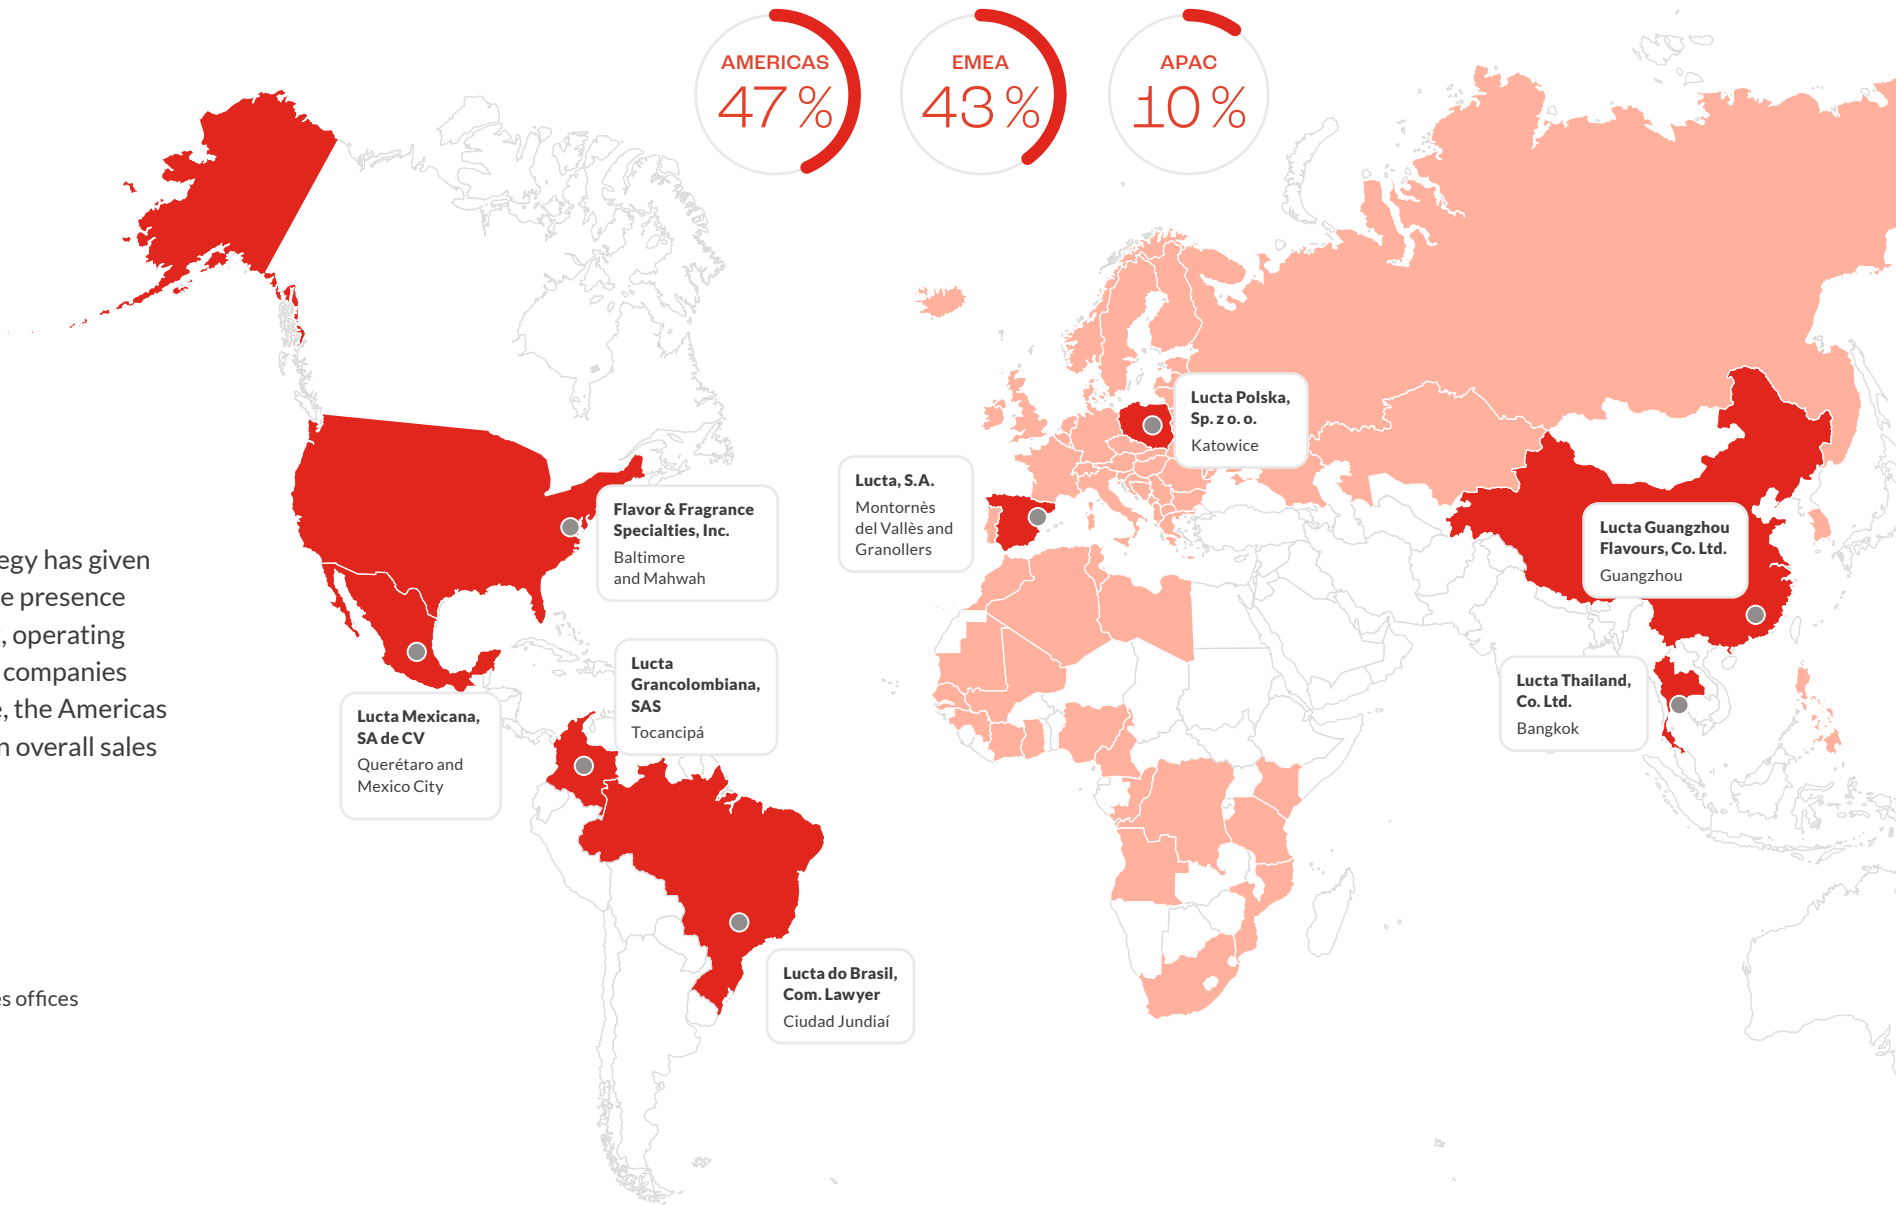 AMERICAS
47 %
EMEA
43 %
APAC
10 %
Lucta Polska,
Sp. z o. o.
Katowice
Lucta, S.A.
Montornès
del Vallès and
Granollers
Flavor & Fragrance
Specialties, Inc.
Baltimore
and Mahwah
Lucta Guangzhou
Flavours, Co. Ltd.
Guangzhou
has given
presence
operating
companies
the Americas
overall sales
Lucta
Grancolombiana,
SAS
Tocancipá
Lucta Thailand,
Co. Ltd.
Bangkok
Lucta Mexicana,
SA de CV
Querétaro and
Mexico City
Lucta do Brasil,
Com. Lawyer
Ciudad Jundiaí
offices